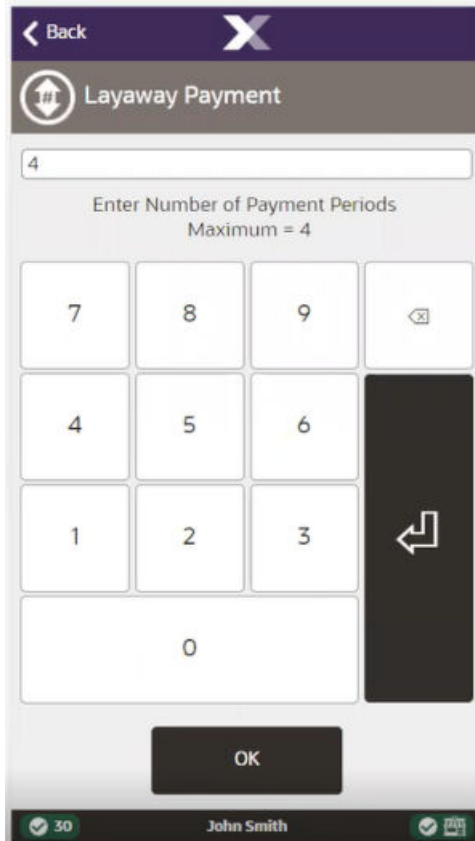 Back
#
Layaway Payment
4
Enter Number of Payment Periods
Maximum = 4
7 8 9
4 5 6
1 2 3
0
OK
30 John Smith